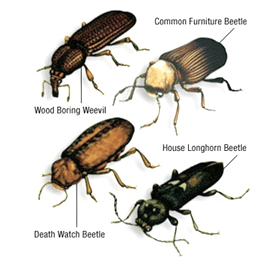 Common Furniture Beetle
Wood Boring Weevil
House Longhorn Beetle
Death Watch Beetle